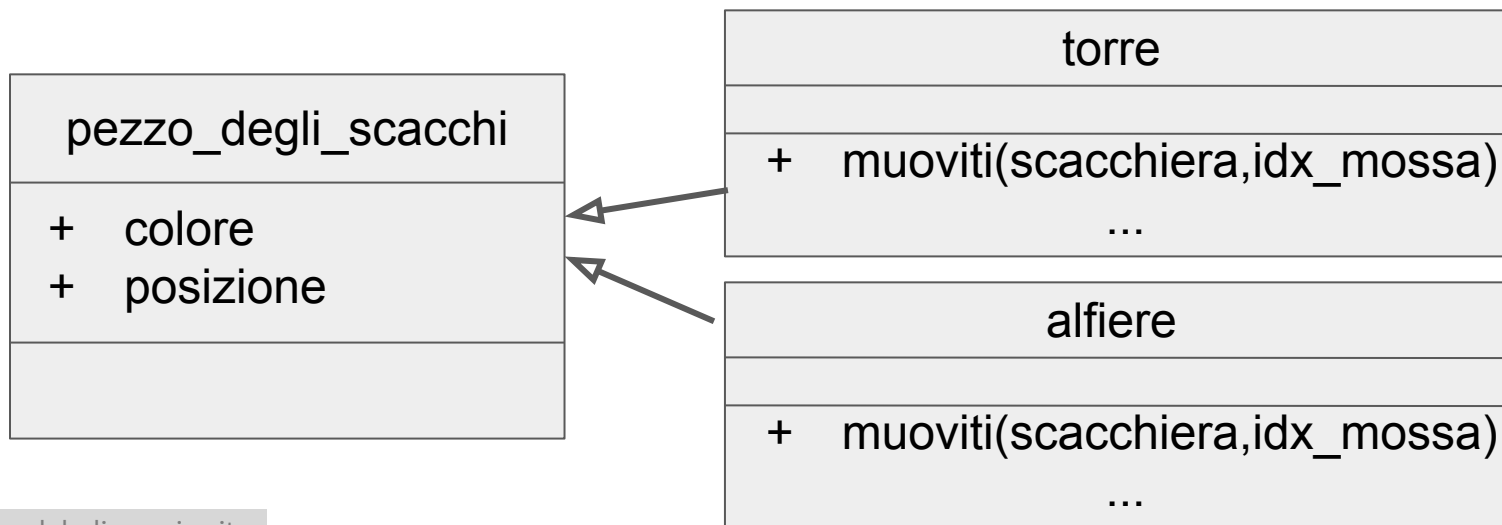 pezzo_degli_scacchi
+ colore
+ posizione
torre
+ muoviti(scacchiera,idx_mossa)
...
alfiere
+ muoviti(scacchiera,idx_mossa)
...